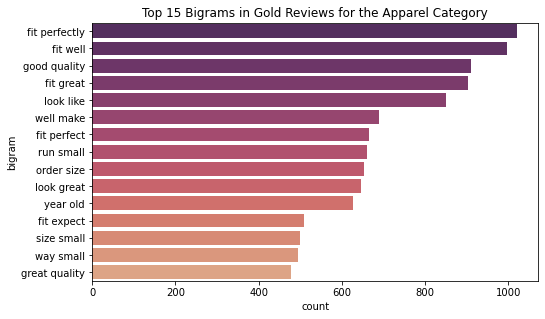 Top 15 Bigrams in Gold Reviews for the Apparel Category
fit perfectly
fit well
good quality
fit great
look like
well make
fit perfect
run small
order size
look great
year old
fit expect
size small
way small
great quality
bigram
0 200 400 600 800 1000
count